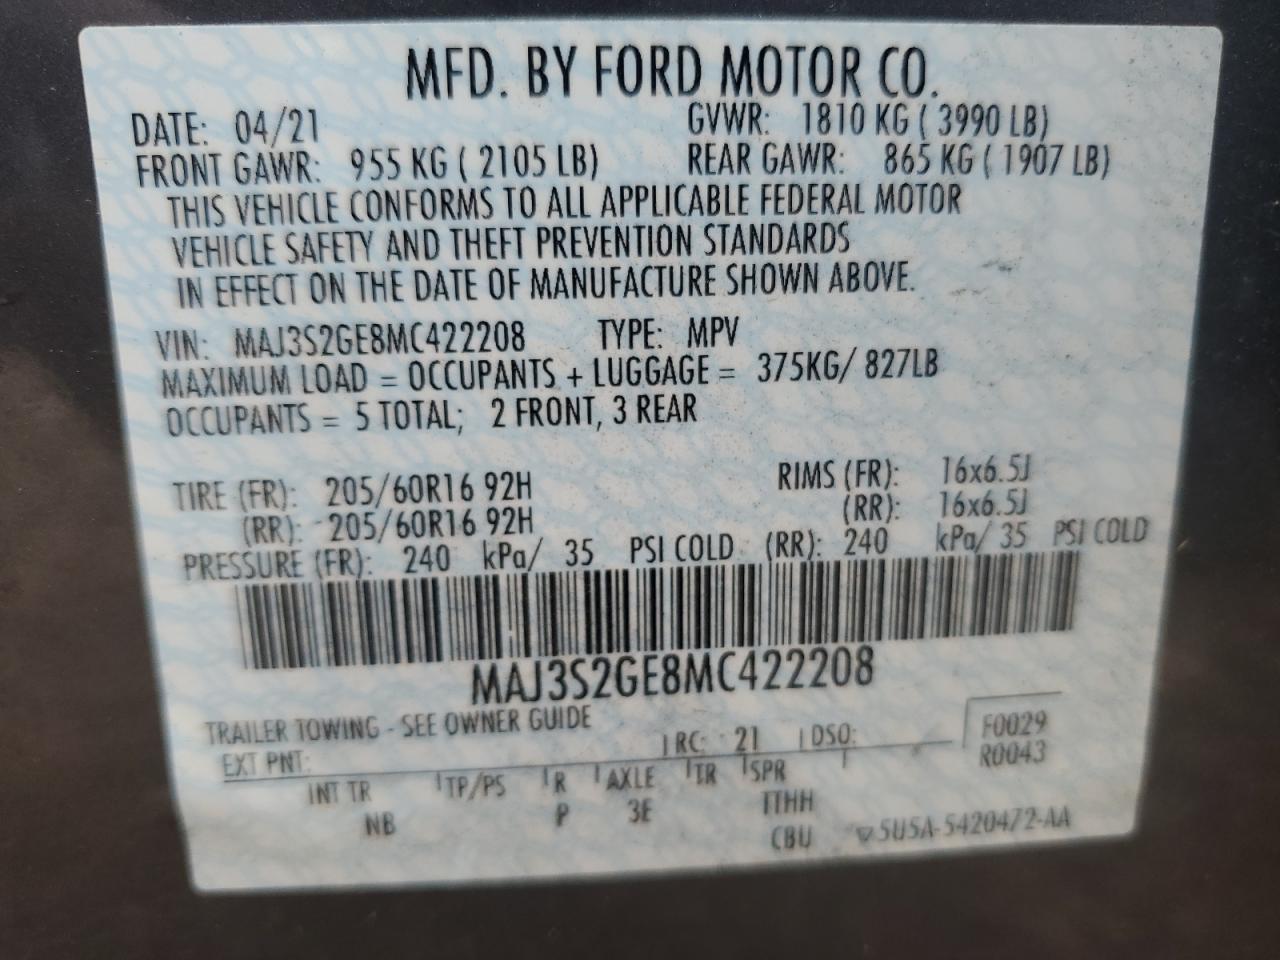 MFD. BY FORD MOTOR CO.
DATE: 04/21 GVWR: 1810 KG ( 3990 LB)
FRONT GAWR: 955 KG ( 2105 LB) REAR GAWR: 865 KG ( 1907 LB)
THIS VEHICLE CONFORMS TO ALL APPLICABLE FEDERAL MOTOR
VEHICLE SAFETY AND THEFT PREVENTION STANDARDS
IN EFFECT ON THE DATE OF MANUFACTURE SHOWN ABOVE.
VIN: MAJ3S2GE8MC422208 TYPE: MPV
MAXIMUM LOAD = OCCUPANTS + LUGGAGE = 375KG/ 827LB
OCCUPANTS = 5 TOTAL; 2 FRONT, 3 REAR
TIRE (FR): 205/60R16 92H RIMS (FR): 16x6.5J
(RR): 205/60R16 92H (RR): 16x6.5J
PRESSURE (FR): 240 kPa/ 35 PSI COLD (RR): 240 kPa/ 35 PSI COLD
MAJ3S2GE8MC422208
TRAILER TOWING - SEE OWNER GUIDE F0029
EXT PNT: RC: 21 DSO: R0043
INT TR TP/PS R AXLE TR SPR
NB P 3E TTHH
CBU 5U5A-5420472-AA